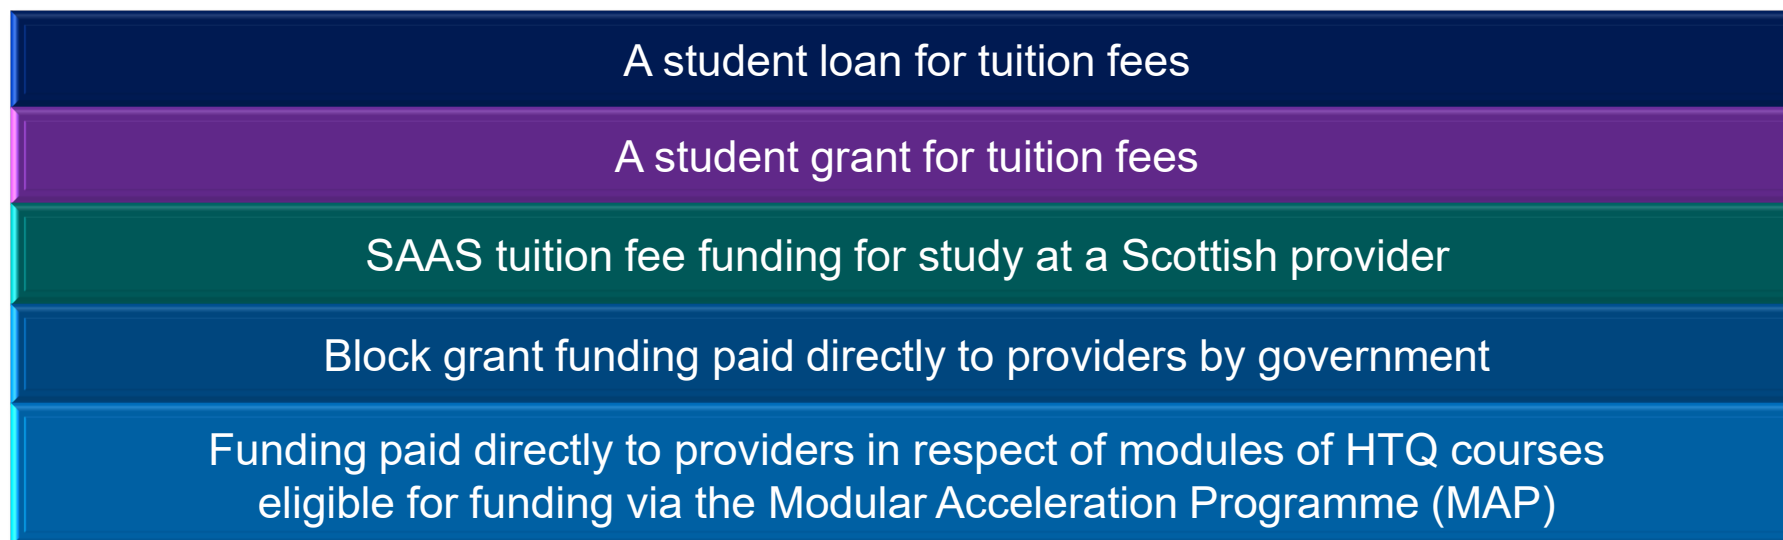 A student loan for tuition fees
A student grant for tuition fees
SAAS tuition fee funding for study at a Scottish provider
Block grant funding paid directly to providers by government
Funding paid directly to providers in respect of modules of HTQ courses
eligible for funding via the Modular Acceleration Programme (MAP)